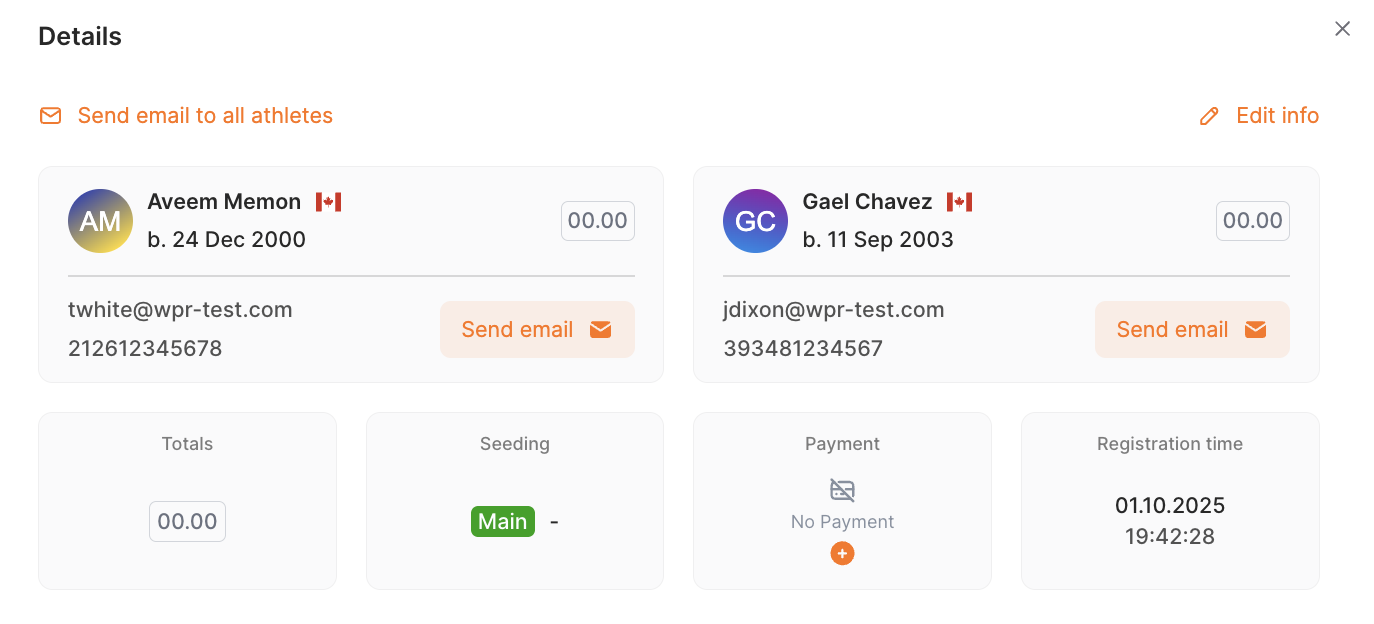 Details
Send email to all athletes
Edit info
AM
Aveem Memon
b. 24 Dec 2000
00.00
twhite@wpr-test.com
212612345678
Send email
GC
Gael Chavez
b. 11 Sep 2003
00.00
jdixon@wpr-test.com
393481234567
Send email
Totals
00.00
Seeding
Main -
Payment
No Payment
Registration time
01.10.2025
19:42:28